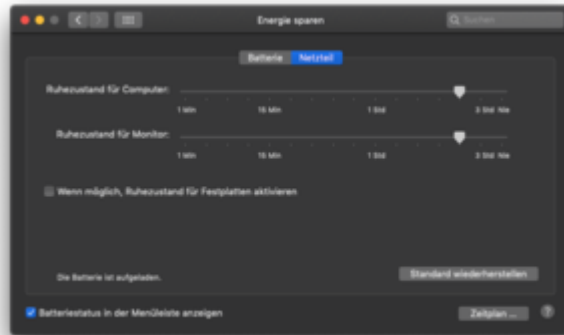 Energie sparen
Suchen
Batterie Netzteil
Ruhezustand für Computer:
1 Min 15 Min 1 Std 3 Std Nie
Ruhezustand für Monitor:
1 Min 15 Min 1 Std 3 Std Nie
Wenn möglich, Ruhezustand für Festplatten aktivieren
Die Batterie ist aufgeladen.
Standard wiederherstellen
Batteriestatus in der Menüleiste anzeigen
Zeitplan ... ?